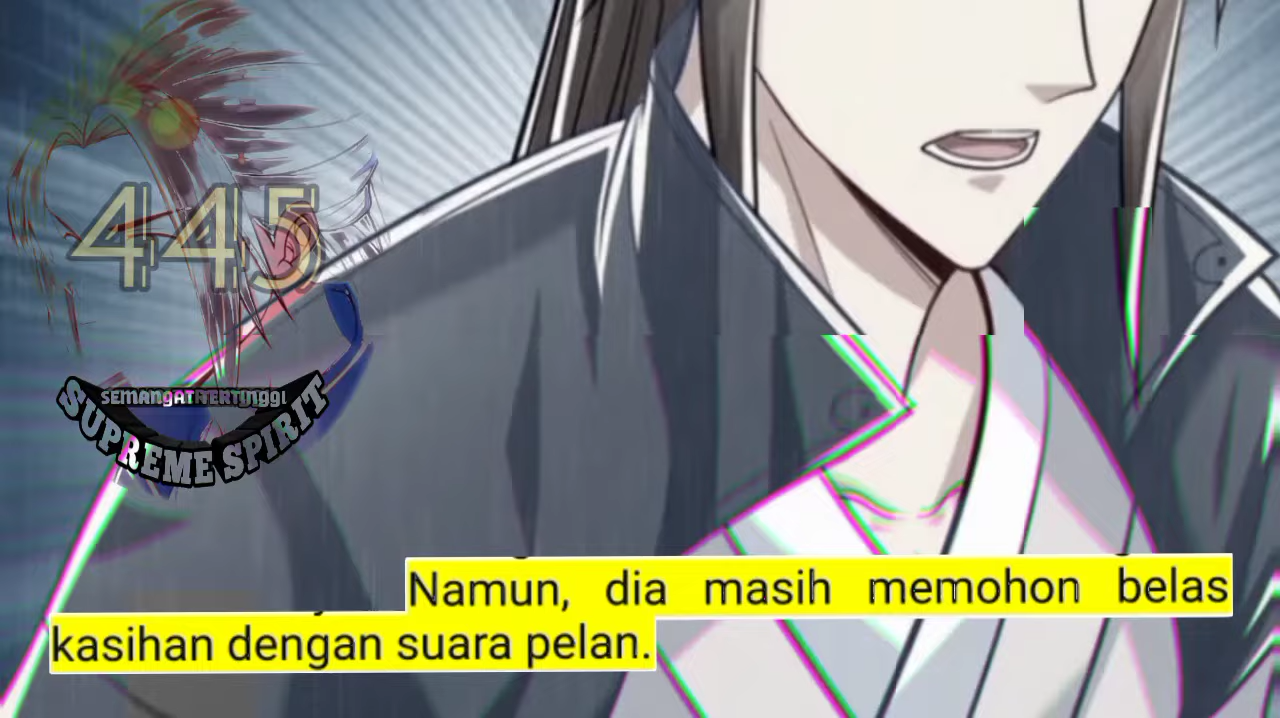 445
SEMANGAT TERTINGGI
SUPREME SPIRIT
Namun, dia masih memohon belas
kasihan dengan suara pelan.